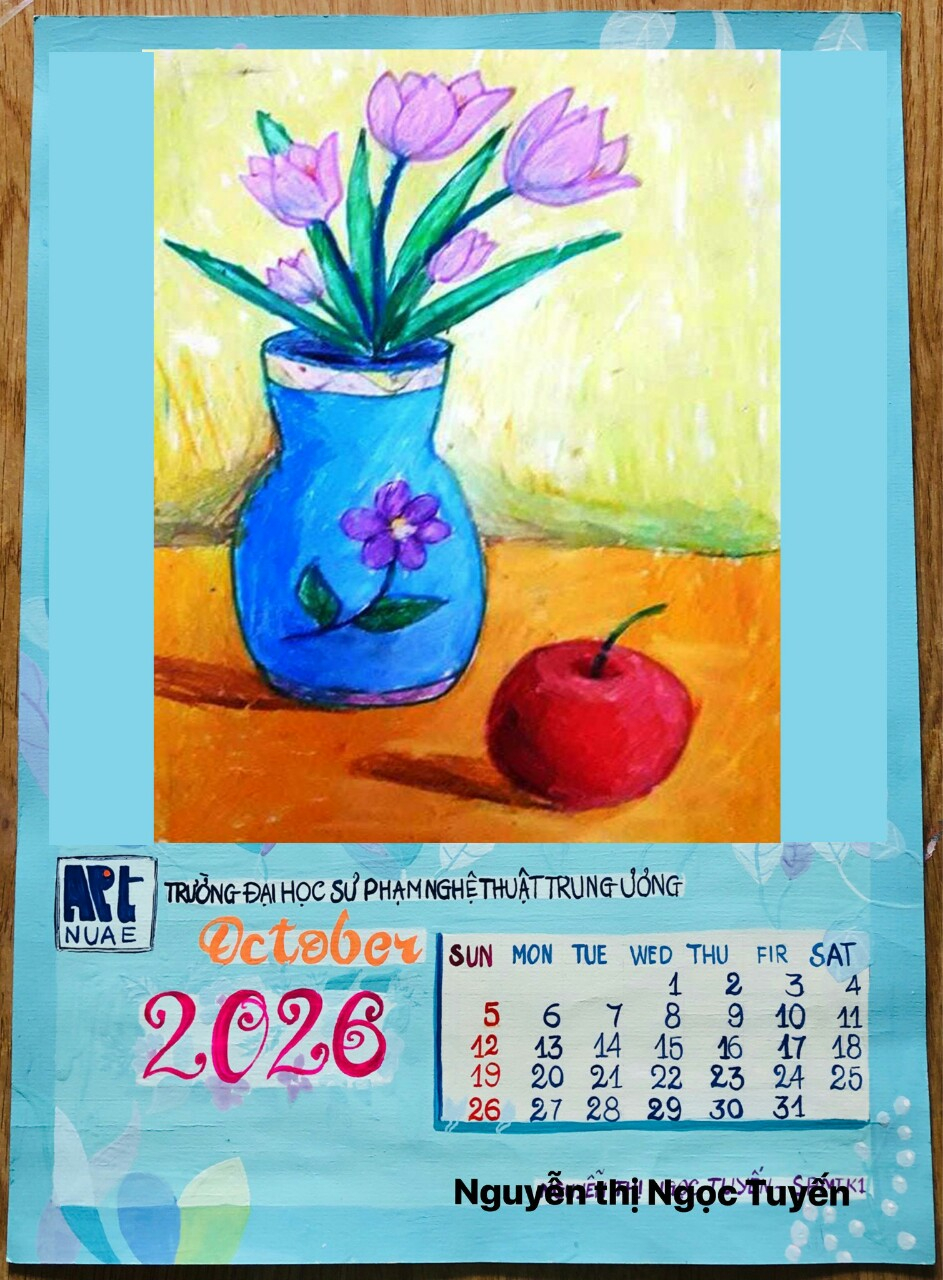 ART
NUAE
TRƯỜNG ĐẠI HỌC SƯ PHẠM NGHỆ THUẬT TRUNG ƯƠNG
October
2026
SUN MON TUE WED THU FIR SAT
1 2 3 4
5 6 7 8 9 10 11
12 13 14 15 16 17 18
19 20 21 22 23 24 25
26 27 28 29 30 31
Nguyễn thị Ngọc Tuyến